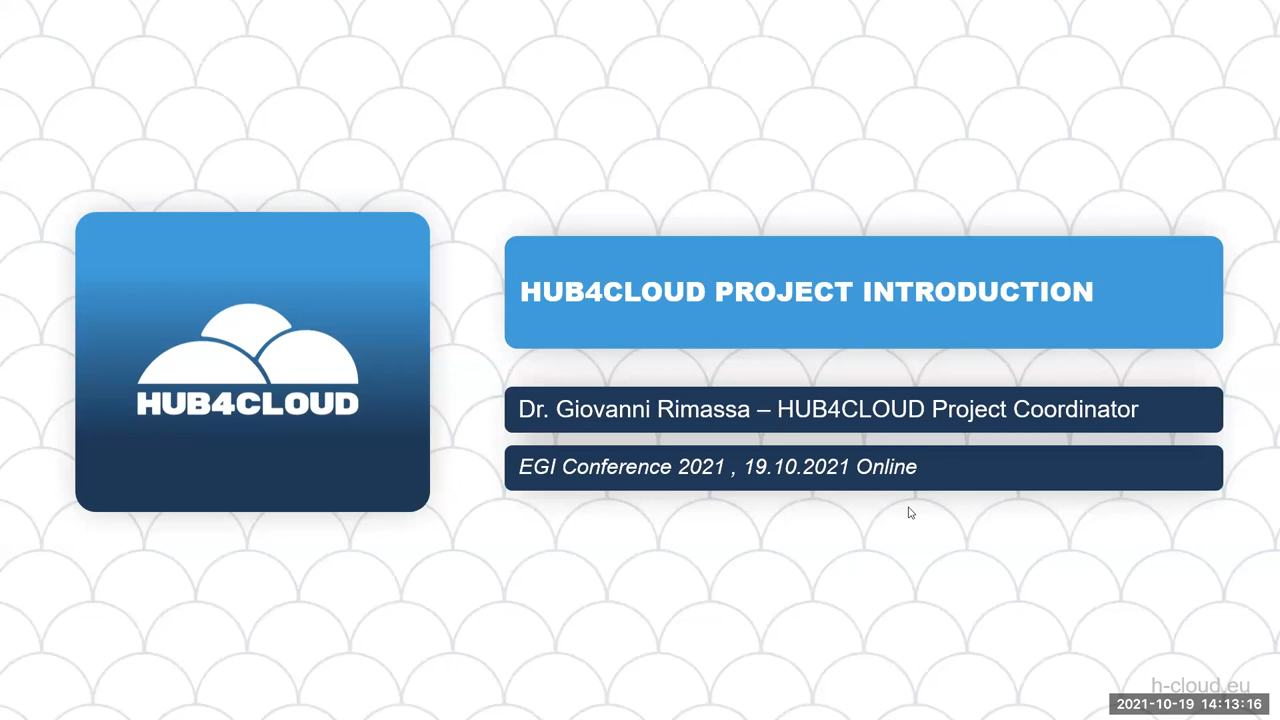 HUB4CLOUD PROJECT INTRODUCTION
HUB4CLOUD
Dr. Giovanni Rimassa – HUB4CLOUD Project Coordinator
EGI Conference 2021 , 19.10.2021 Online
h-cloud.eu
2021-10-19 14:13:16